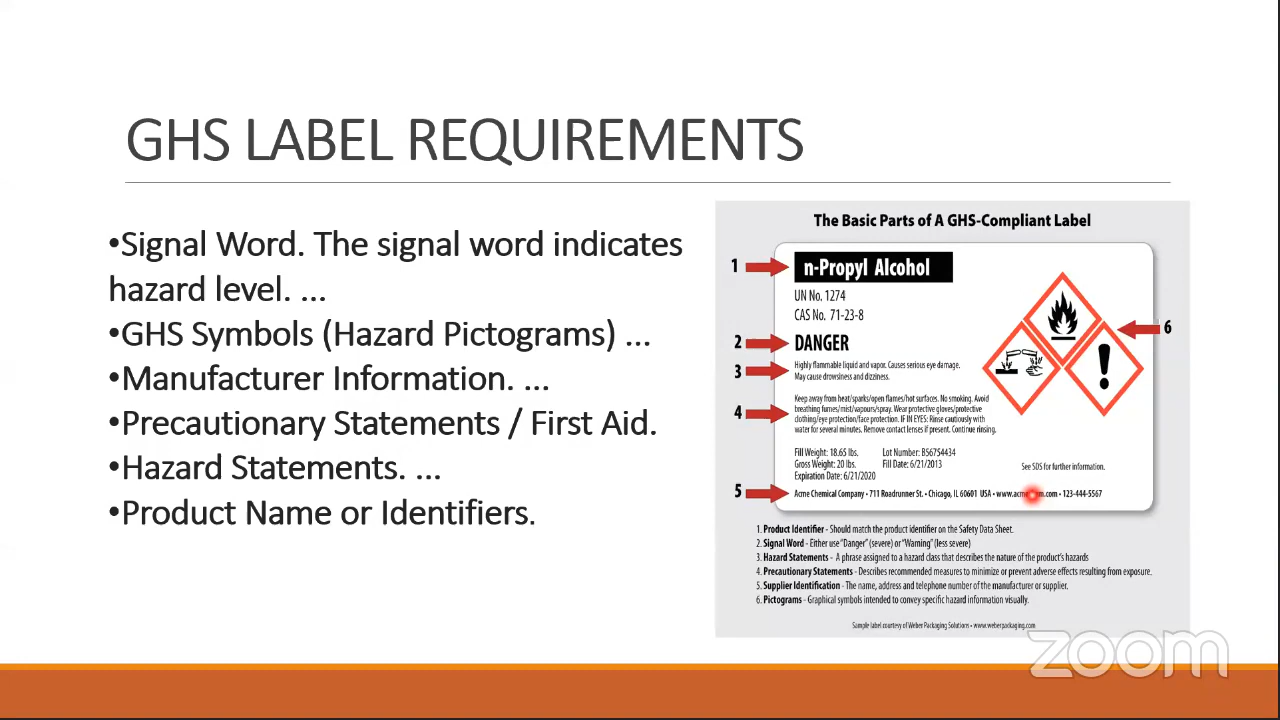 GHS LABEL REQUIREMENTS
•Signal Word. The signal word indicates
hazard level. ...
•GHS Symbols (Hazard Pictograms) ...
•Manufacturer Information. ...
•Precautionary Statements / First Aid.
•Hazard Statements. ...
•Product Name or Identifiers.
The Basic Parts of A GHS-Compliant Label
1
n-Propyl Alcohol
UN No. 1274
CAS No. 71-23-8
2
DANGER
3
Highly flammable liquid and vapor. Causes serious eye damage.
May cause drowsiness and dizziness.
4
Keep away from heat/sparks/open flames/hot surfaces. No smoking. Avoid
breathing fumes/mist/vapours/spray. Wear protective gloves/protective
clothing/eye protection/face protection. IF IN EYES: Rinse cautiously with
water for several minutes. Remove contact lenses if present. Continue rinsing.
6
Fill Weight: 18.65 lbs. Lot Number: B56754434
Gross Weight: 20 lbs. Fill Date: 6/21/2013
Expiration Date: 6/21/2020
See SDS for further information.
5
Acme Chemical Company • 711 Roadrunner St. • Chicago, IL 60601 USA • • 123-444-5567
1. Product Identifier - Should match the product identifier on the Safety Data Sheet.
2. Signal Word - Either use "Danger" (severe) or "Warning" (less severe)
3. Hazard Statements - A phrase assigned to a hazard class that describes the nature of the product's hazards
4. Precautionary Statements - Describes recommended measures to minimize or prevent adverse effects resulting from exposure.
5. Supplier Identification - The name, address and telephone number of the manufacturer or supplier.
6. Pictograms - Graphical symbols intended to convey specific hazard information visually.
Sample label courtesy of Weber Packaging Solutions • www.weberpackaging.com
zoom